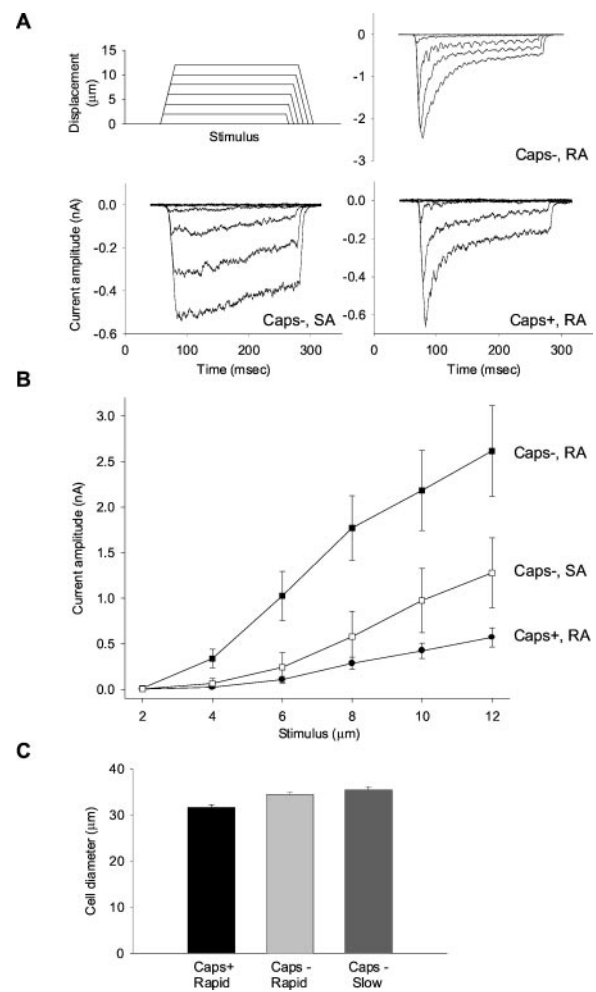 A
15
10
5
0
Displacement
(µm)
Stimulus
0
-1
-2
-3
Caps-, RA
0.0
-0.2
-0.4
-0.6
Current amplitude (nA)
Caps-, SA
0
100
200
300
Time (msec)
0.0
-0.2
-0.4
-0.6
Caps+, RA
0
100
200
300
Time (msec)
B
3.0
2.5
2.0
1.5
1.0
0.5
0.0
Current amplitude (nA)
Caps-, RA
Caps-, SA
Caps+, RA
2
4
6
8
10
12
Stimulus (µm)
C
40
30
20
10
0
Cell diameter (µm)
Caps+
Rapid
Caps -
Rapid
Caps -
Slow